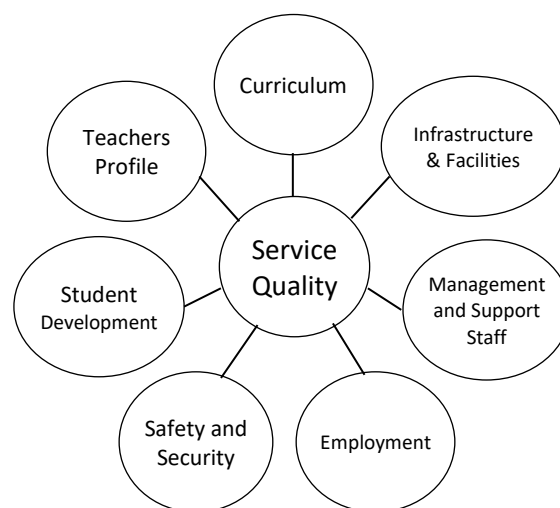 Curriculum
Teachers
Profile
Infrastructure
& Facilities
Service
Quality
Student
Development
Management
and Support
Staff
Safety and
Security
Employment